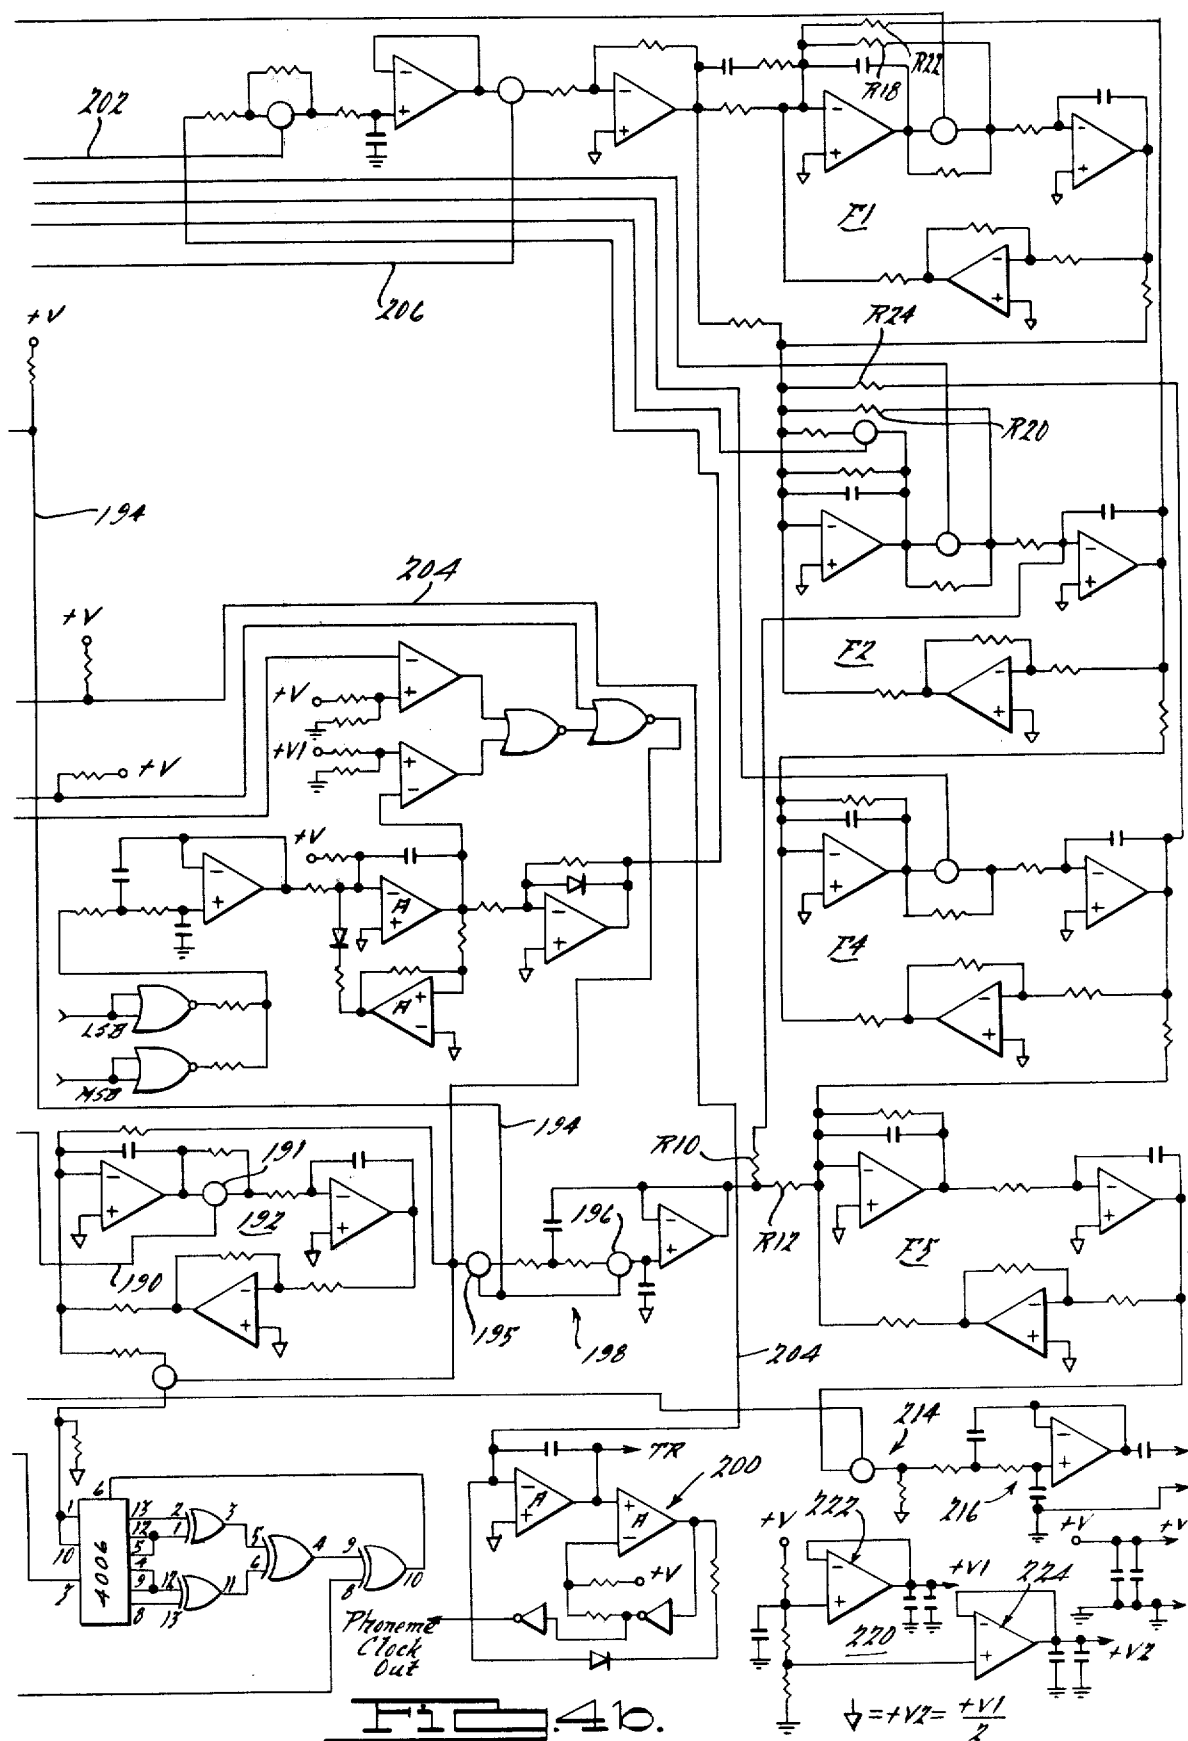 R22
R18
202
F1
206
+V
R24
R20
194
204
+V
F2
+V
+V1
+V
+V
A
F4
A
LSB
MSB
194
R10
191
196
192
R12
F5
190
195
198
204
214
TR
200
216
6
1
13
2
3
222
+V
+V
+V
12
1
5
4
9
A
A
10
5
4006
4
6
+V1
224
9
12
11
10
+V
3
8
13
8
Phoneme
Clock
Out
220
+V2
= +V2 = +V1
2
FIG.4b.